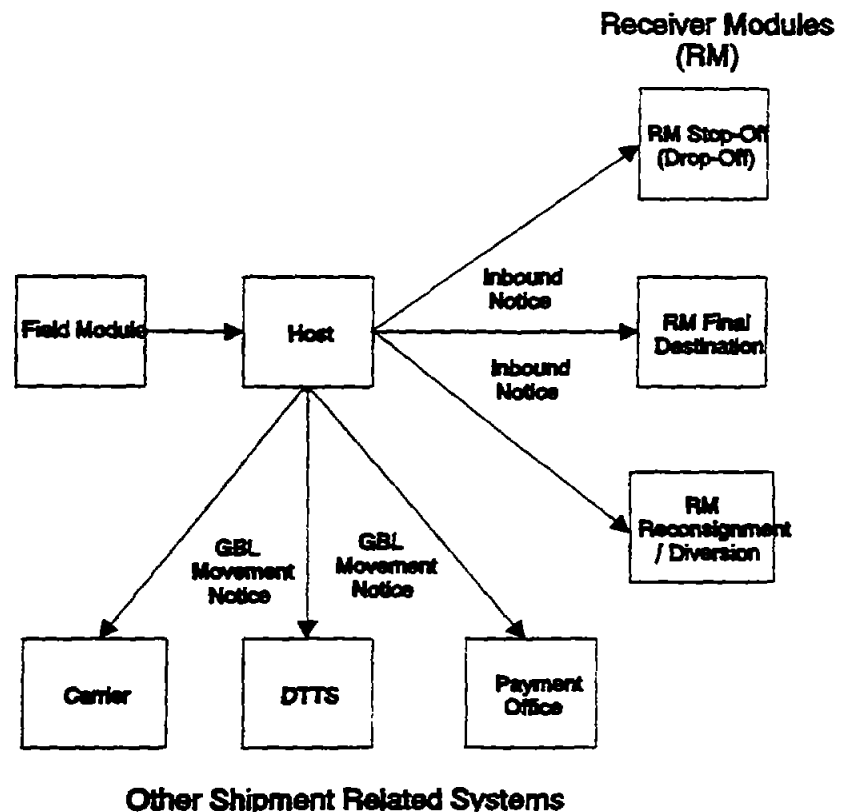 Receiver Modules
(RM)
RM Stop-Off
(Drop-Off)
Inbound
Notice
Field Module
Host
RM Final
Destination
Inbound
Notice
RM
Reconsignment
/ Diversion
GBL
Movement
Notice
GBL
Movement
Notice
Carrier
DTTS
Payment
Office
Other Shipment Related Systems